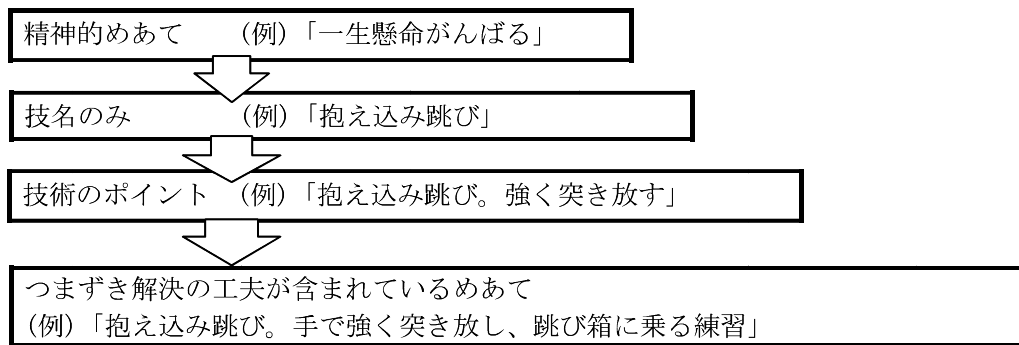 精神的めあて (例)「一生懸命がんばる」
技名のみ (例)「抱え込み跳び」
技術のポイント (例)「抱え込み跳び。強く突き放す」
つまずき解決の工夫が含まれているめあて
(例)「抱え込み跳び。手で強く突き放し、跳び箱に乗る練習」